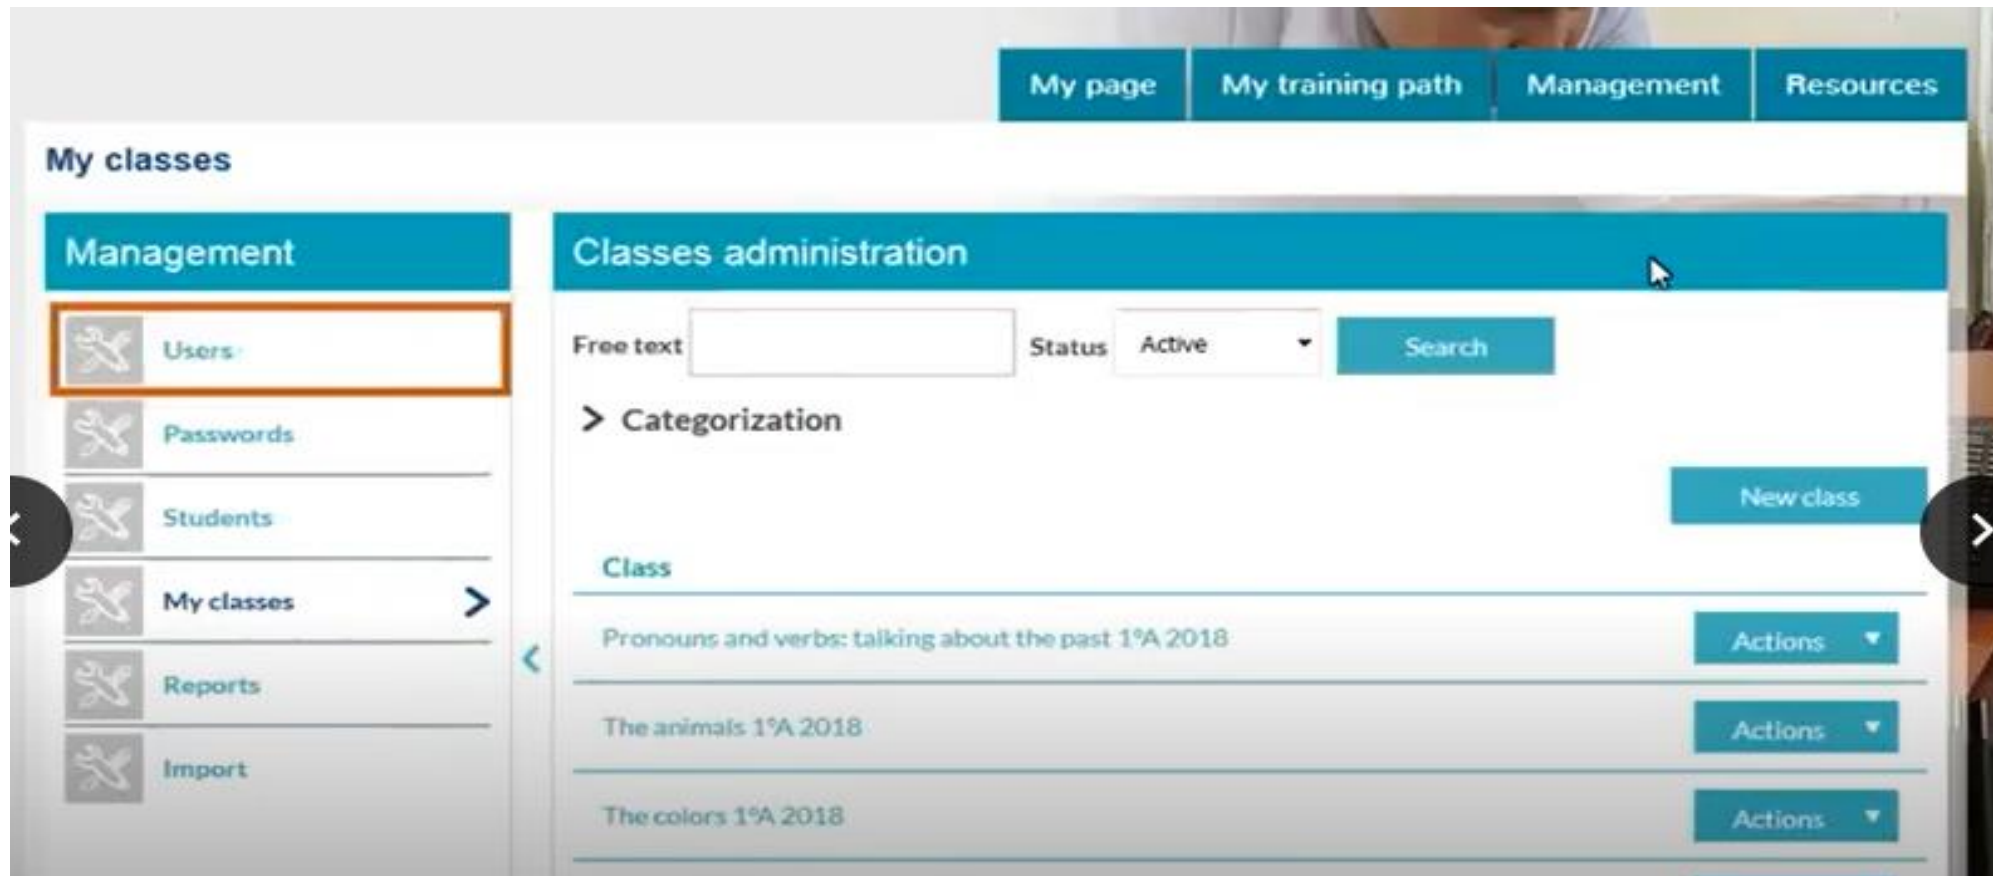 My page
My training path
Management
Resources
My classes
Management
Users
Passwords
Students
My classes
Reports
Import
Classes administration
Free text
Status Active
Search
Categorization
New class
Class
Pronouns and verbs: talking about the past 1ºA 2018
Actions
The animals 1ºA 2018
Actions
The colors 1ºA 2018
Actions